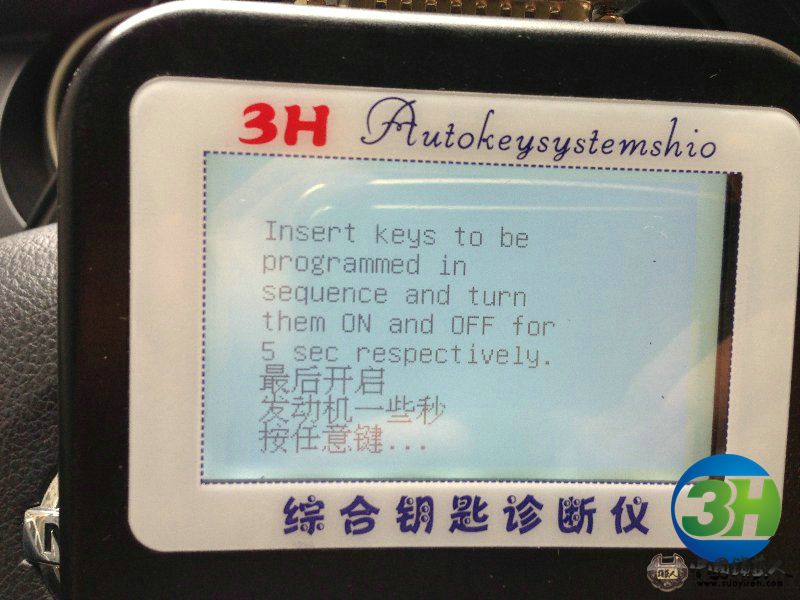 3H Autokeysystemshio
Insert keys to be
programmed in
sequence and turn
them ON and OFF for
5 sec respectively.
最后开启
发动机一些秒
按任意键...
综合钥匙诊断仪
3H